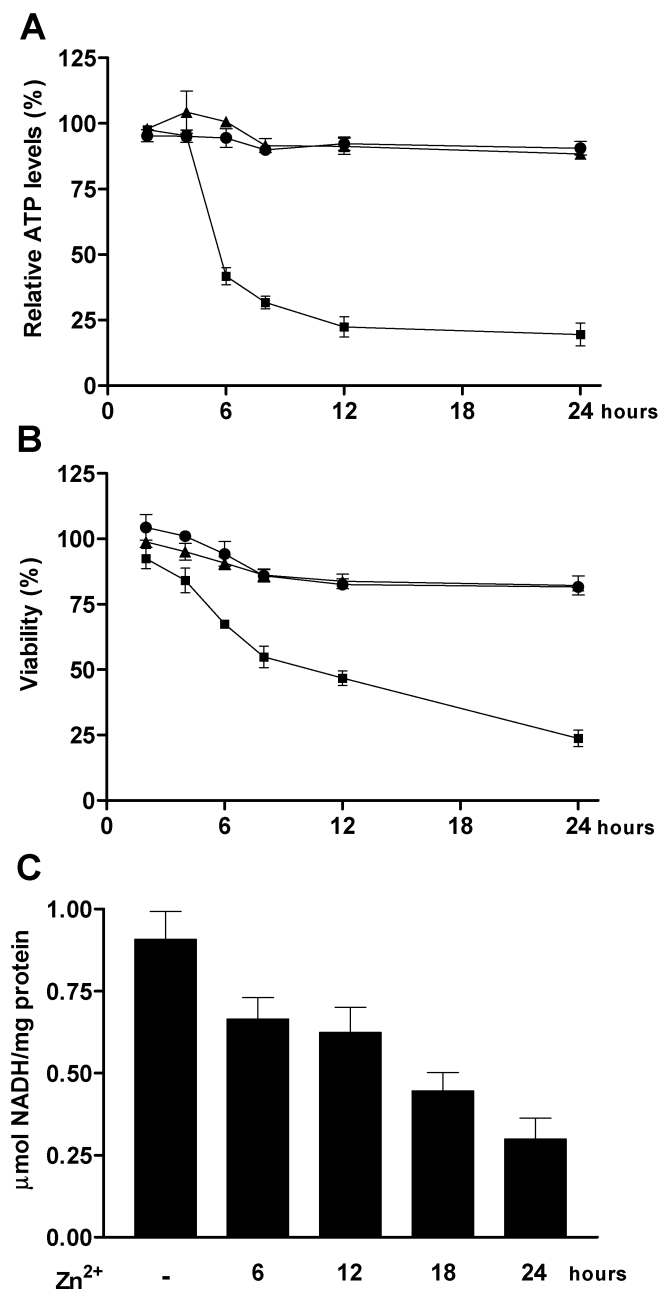 A
Relative ATP levels (%)
125
100
75
50
25
0
0 6 12 18 24 hours
B
Viability (%)
125
100
75
50
25
0
0 6 12 18 24 hours
C
μmol NADH/mg protein
1.00
0.75
0.50
0.25
0.00
Zn²⁺ - 6 12 18 24 hours